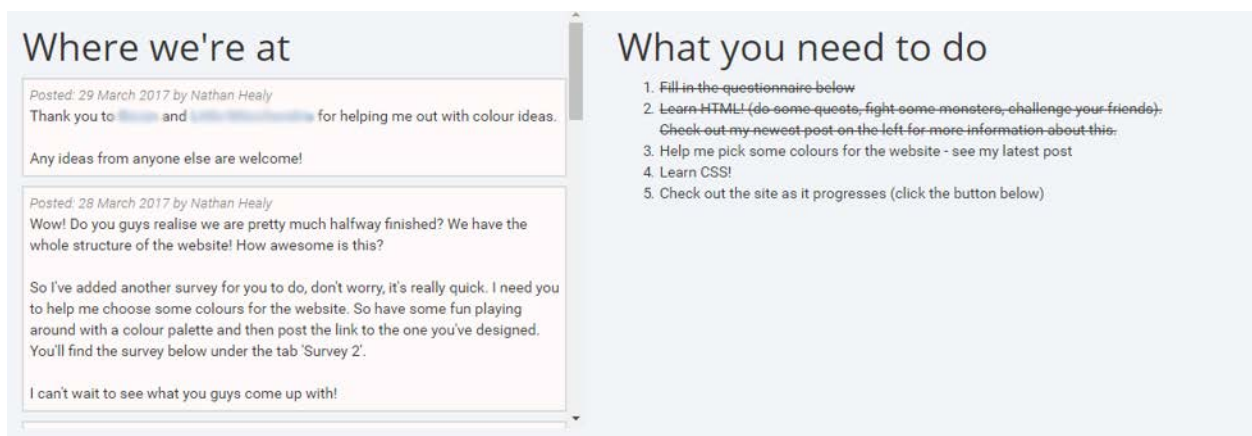 Where we're at
Posted: 29 March 2017 by Nathan Healy
Thank you to and for helping me out with colour ideas.
Any ideas from anyone else are welcome!
Posted: 28 March 2017 by Nathan Healy
Wow! Do you guys realise we are pretty much halfway finished? We have the
whole structure of the website! How awesome is this?
So I've added another survey for you to do, don't worry, it's really quick. I need you
to help me choose some colours for the website. So have some fun playing
around with a colour palette and then post the link to the one you've designed.
You'll find the survey below under the tab 'Survey 2'.
I can't wait to see what you guys come up with!
What you need to do
1. Fill in the questionnaire below
2. Learn HTML! (do some quests, fight some monsters, challenge your friends).
Check out my newest post on the left for more information about this.
3. Help me pick some colours for the website - see my latest post
4. Learn CSS!
5. Check out the site as it progresses (click the button below)